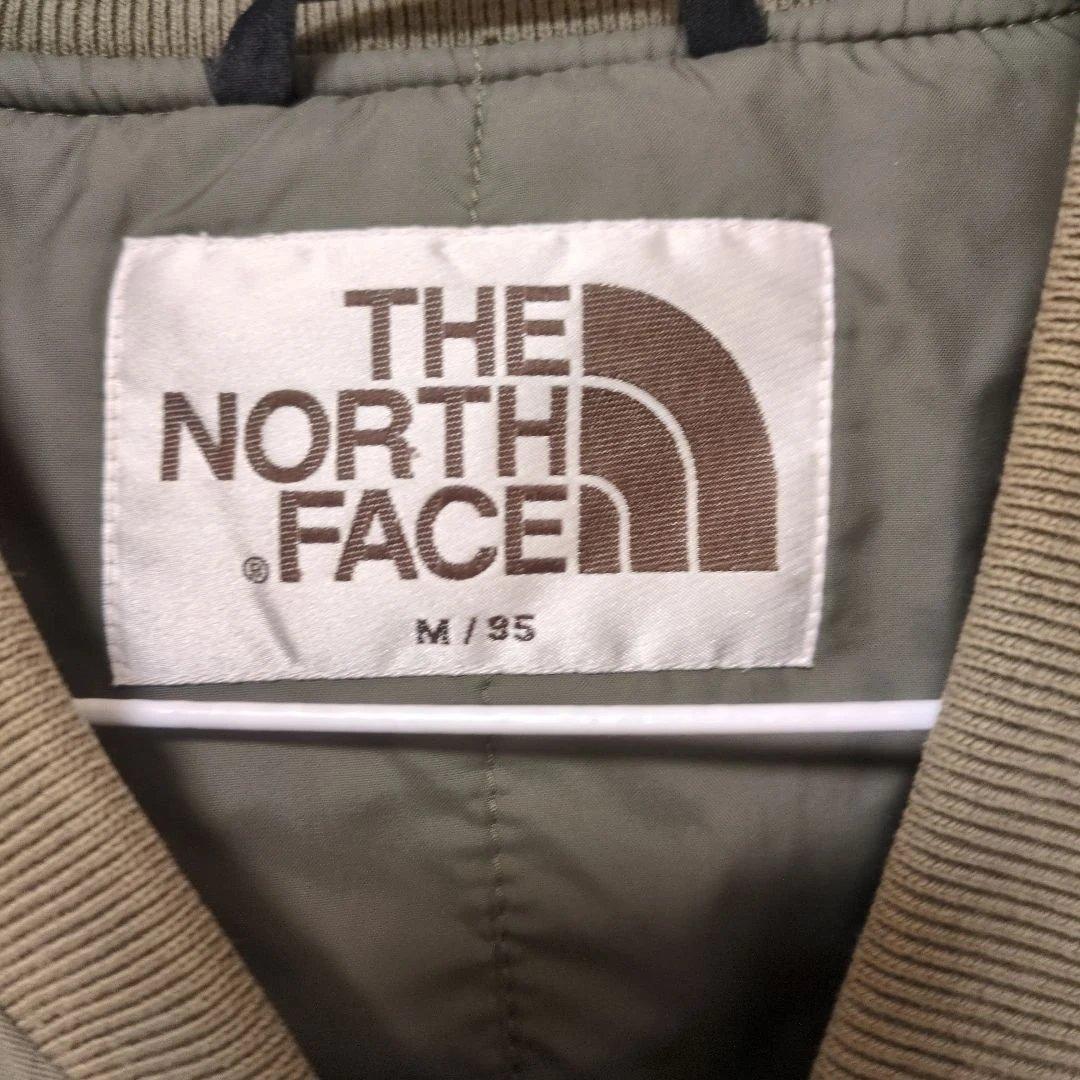 THE
NORTH
®FACE
M / 95